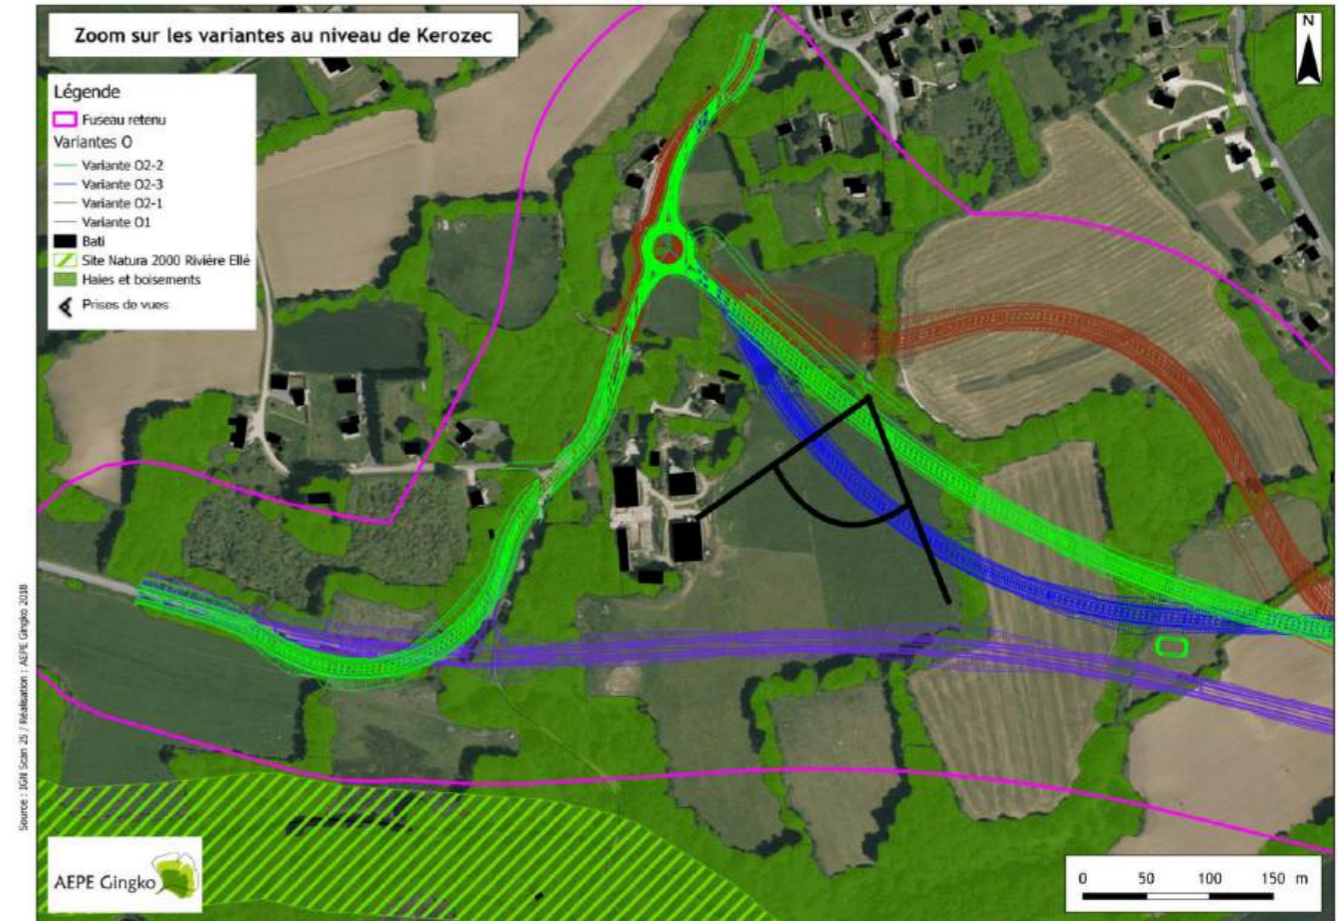 Zoom sur les variantes au niveau de Kerozec
N
Légende
Fuseau retenu
Variantes O
Variante O2-2
Variante O2-3
Variante O2-1
Variante O1
Bati
Site Natura 2000 Rivière Ellé
Haies et boisements
Prises de vues
Source : IGN Scan 25 / Réalisation : AEPE Gingko 2018
AEPE Gingko
0 50 100 150 m